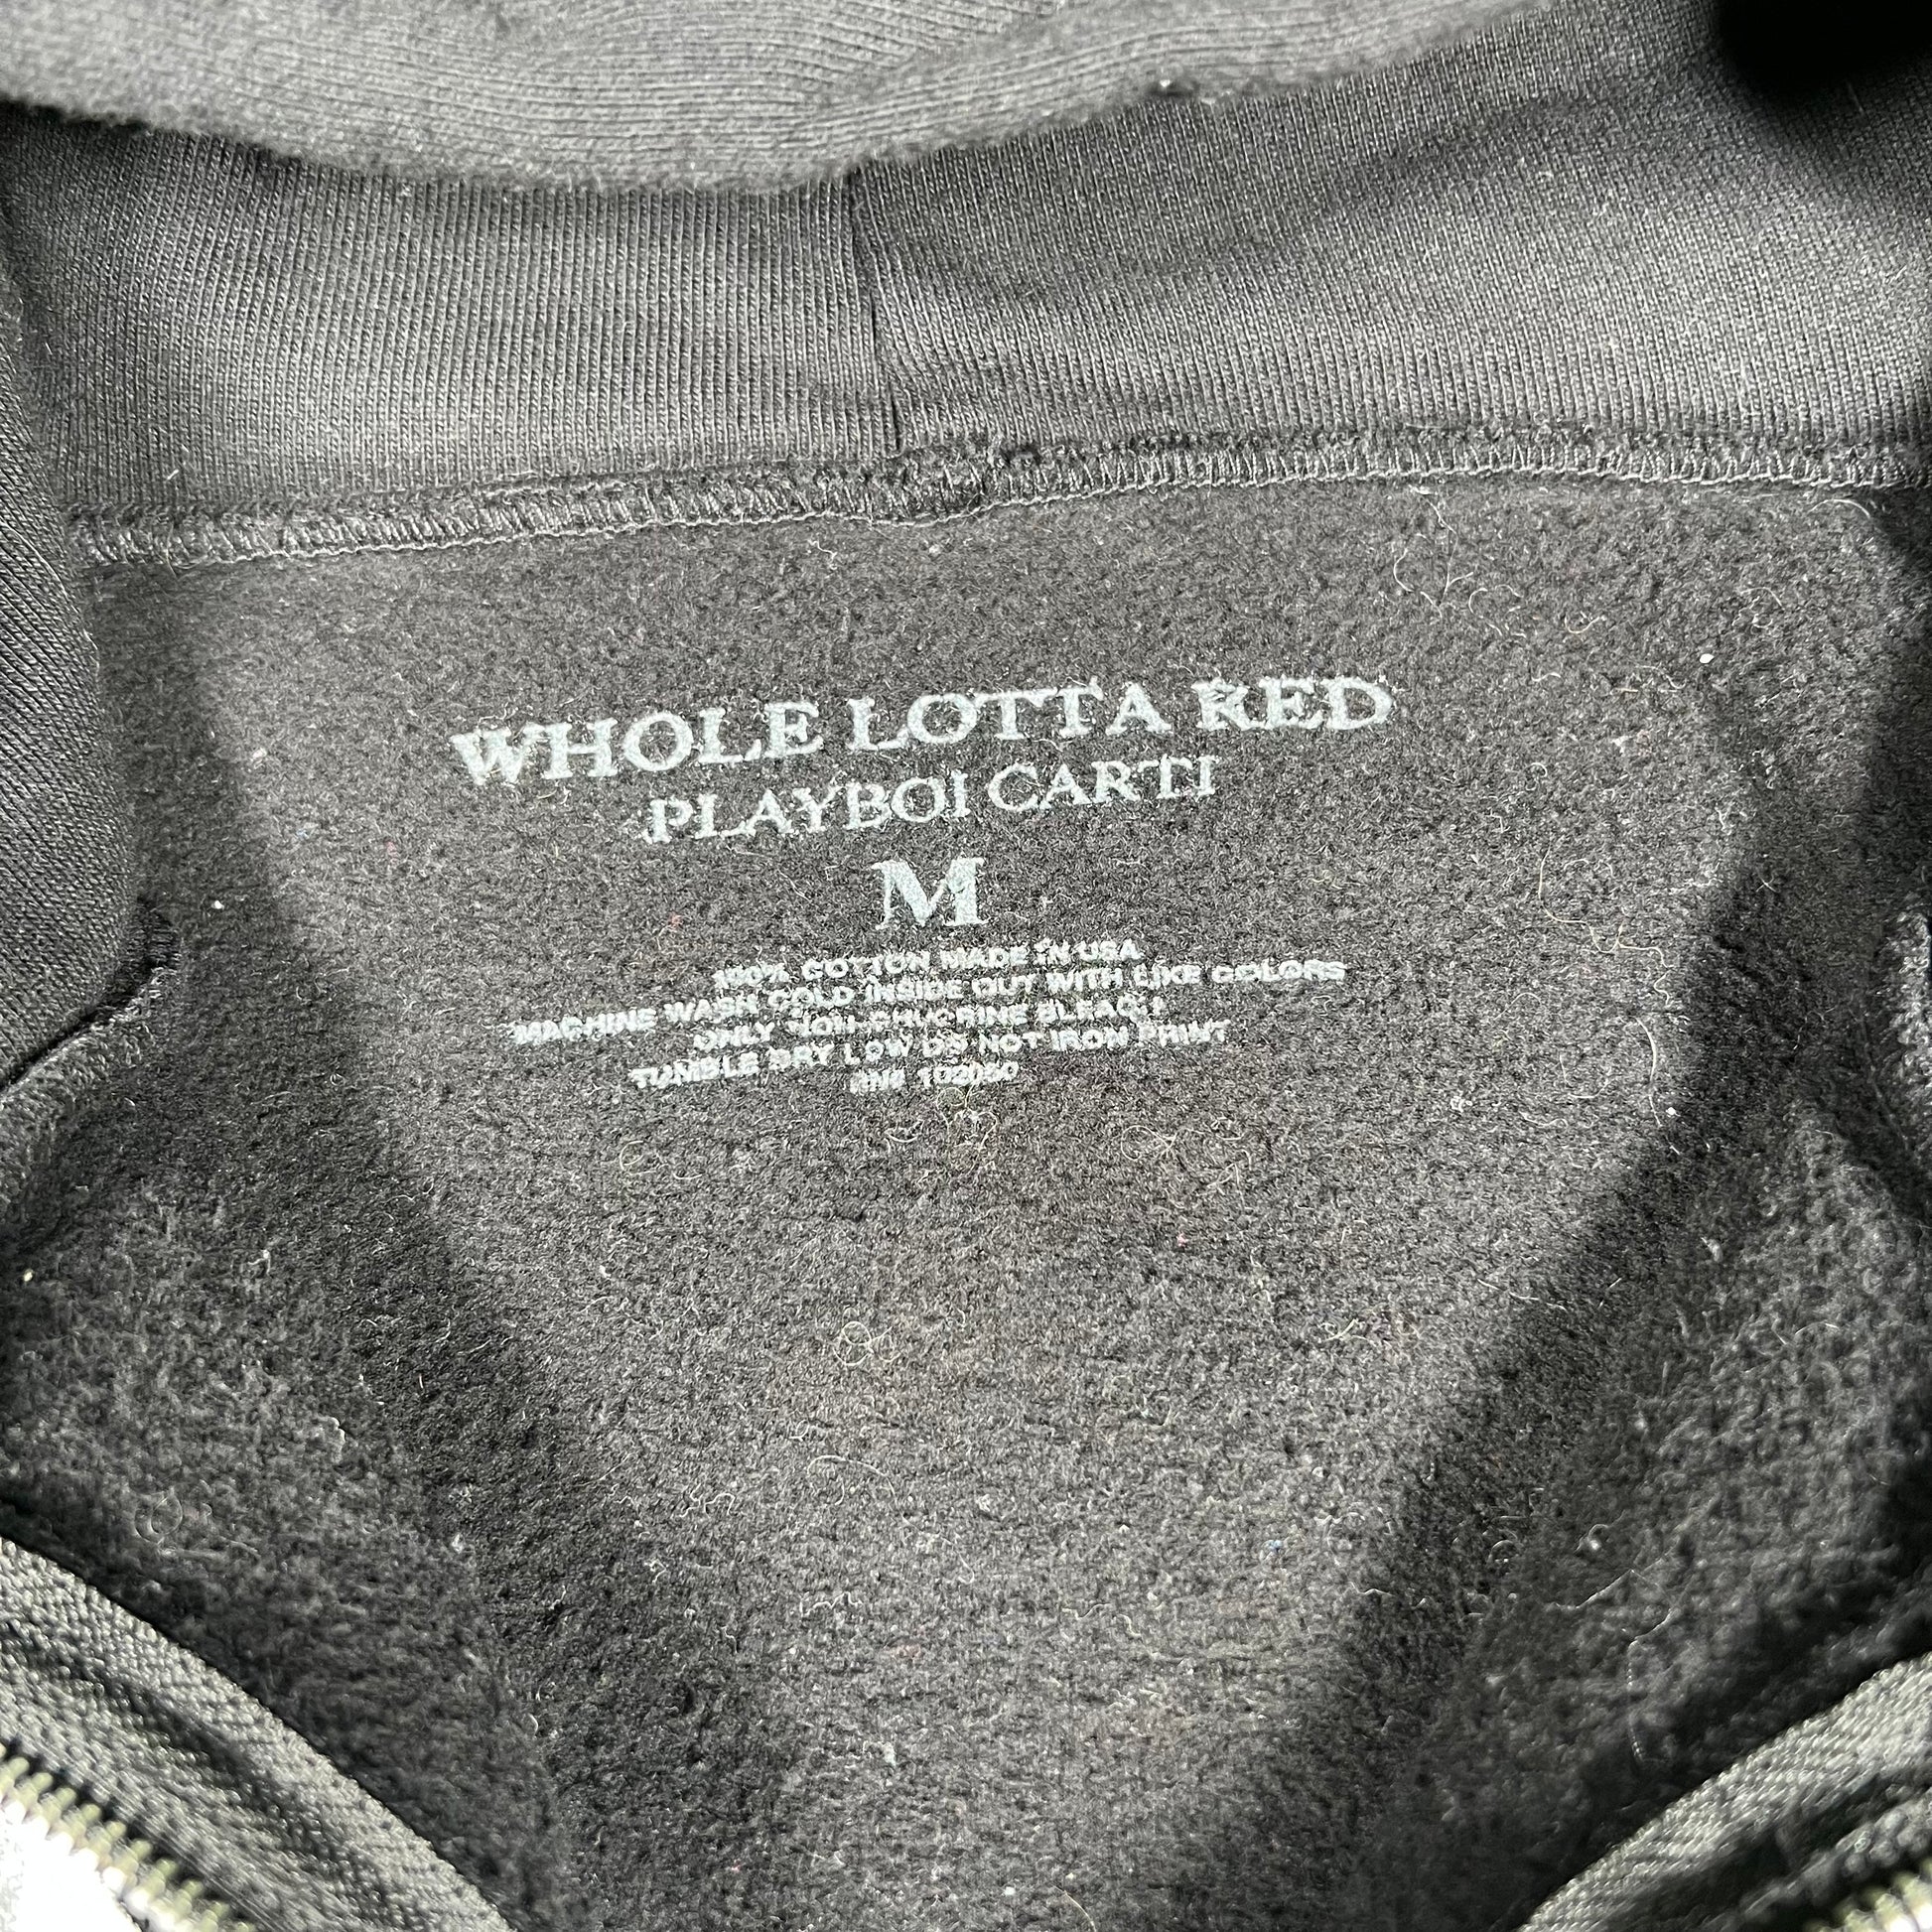 WHOLE LOTTA RED
PLAYBOI CARTI
M
100% COTTON MADE IN USA
MACHINE WASH COLD INSIDE OUT WITH LIKE COLORS
ONLY NON-CHLORINE BLEACH
TUMBLE DRY LOW DO NOT IRON PRINT
RN#